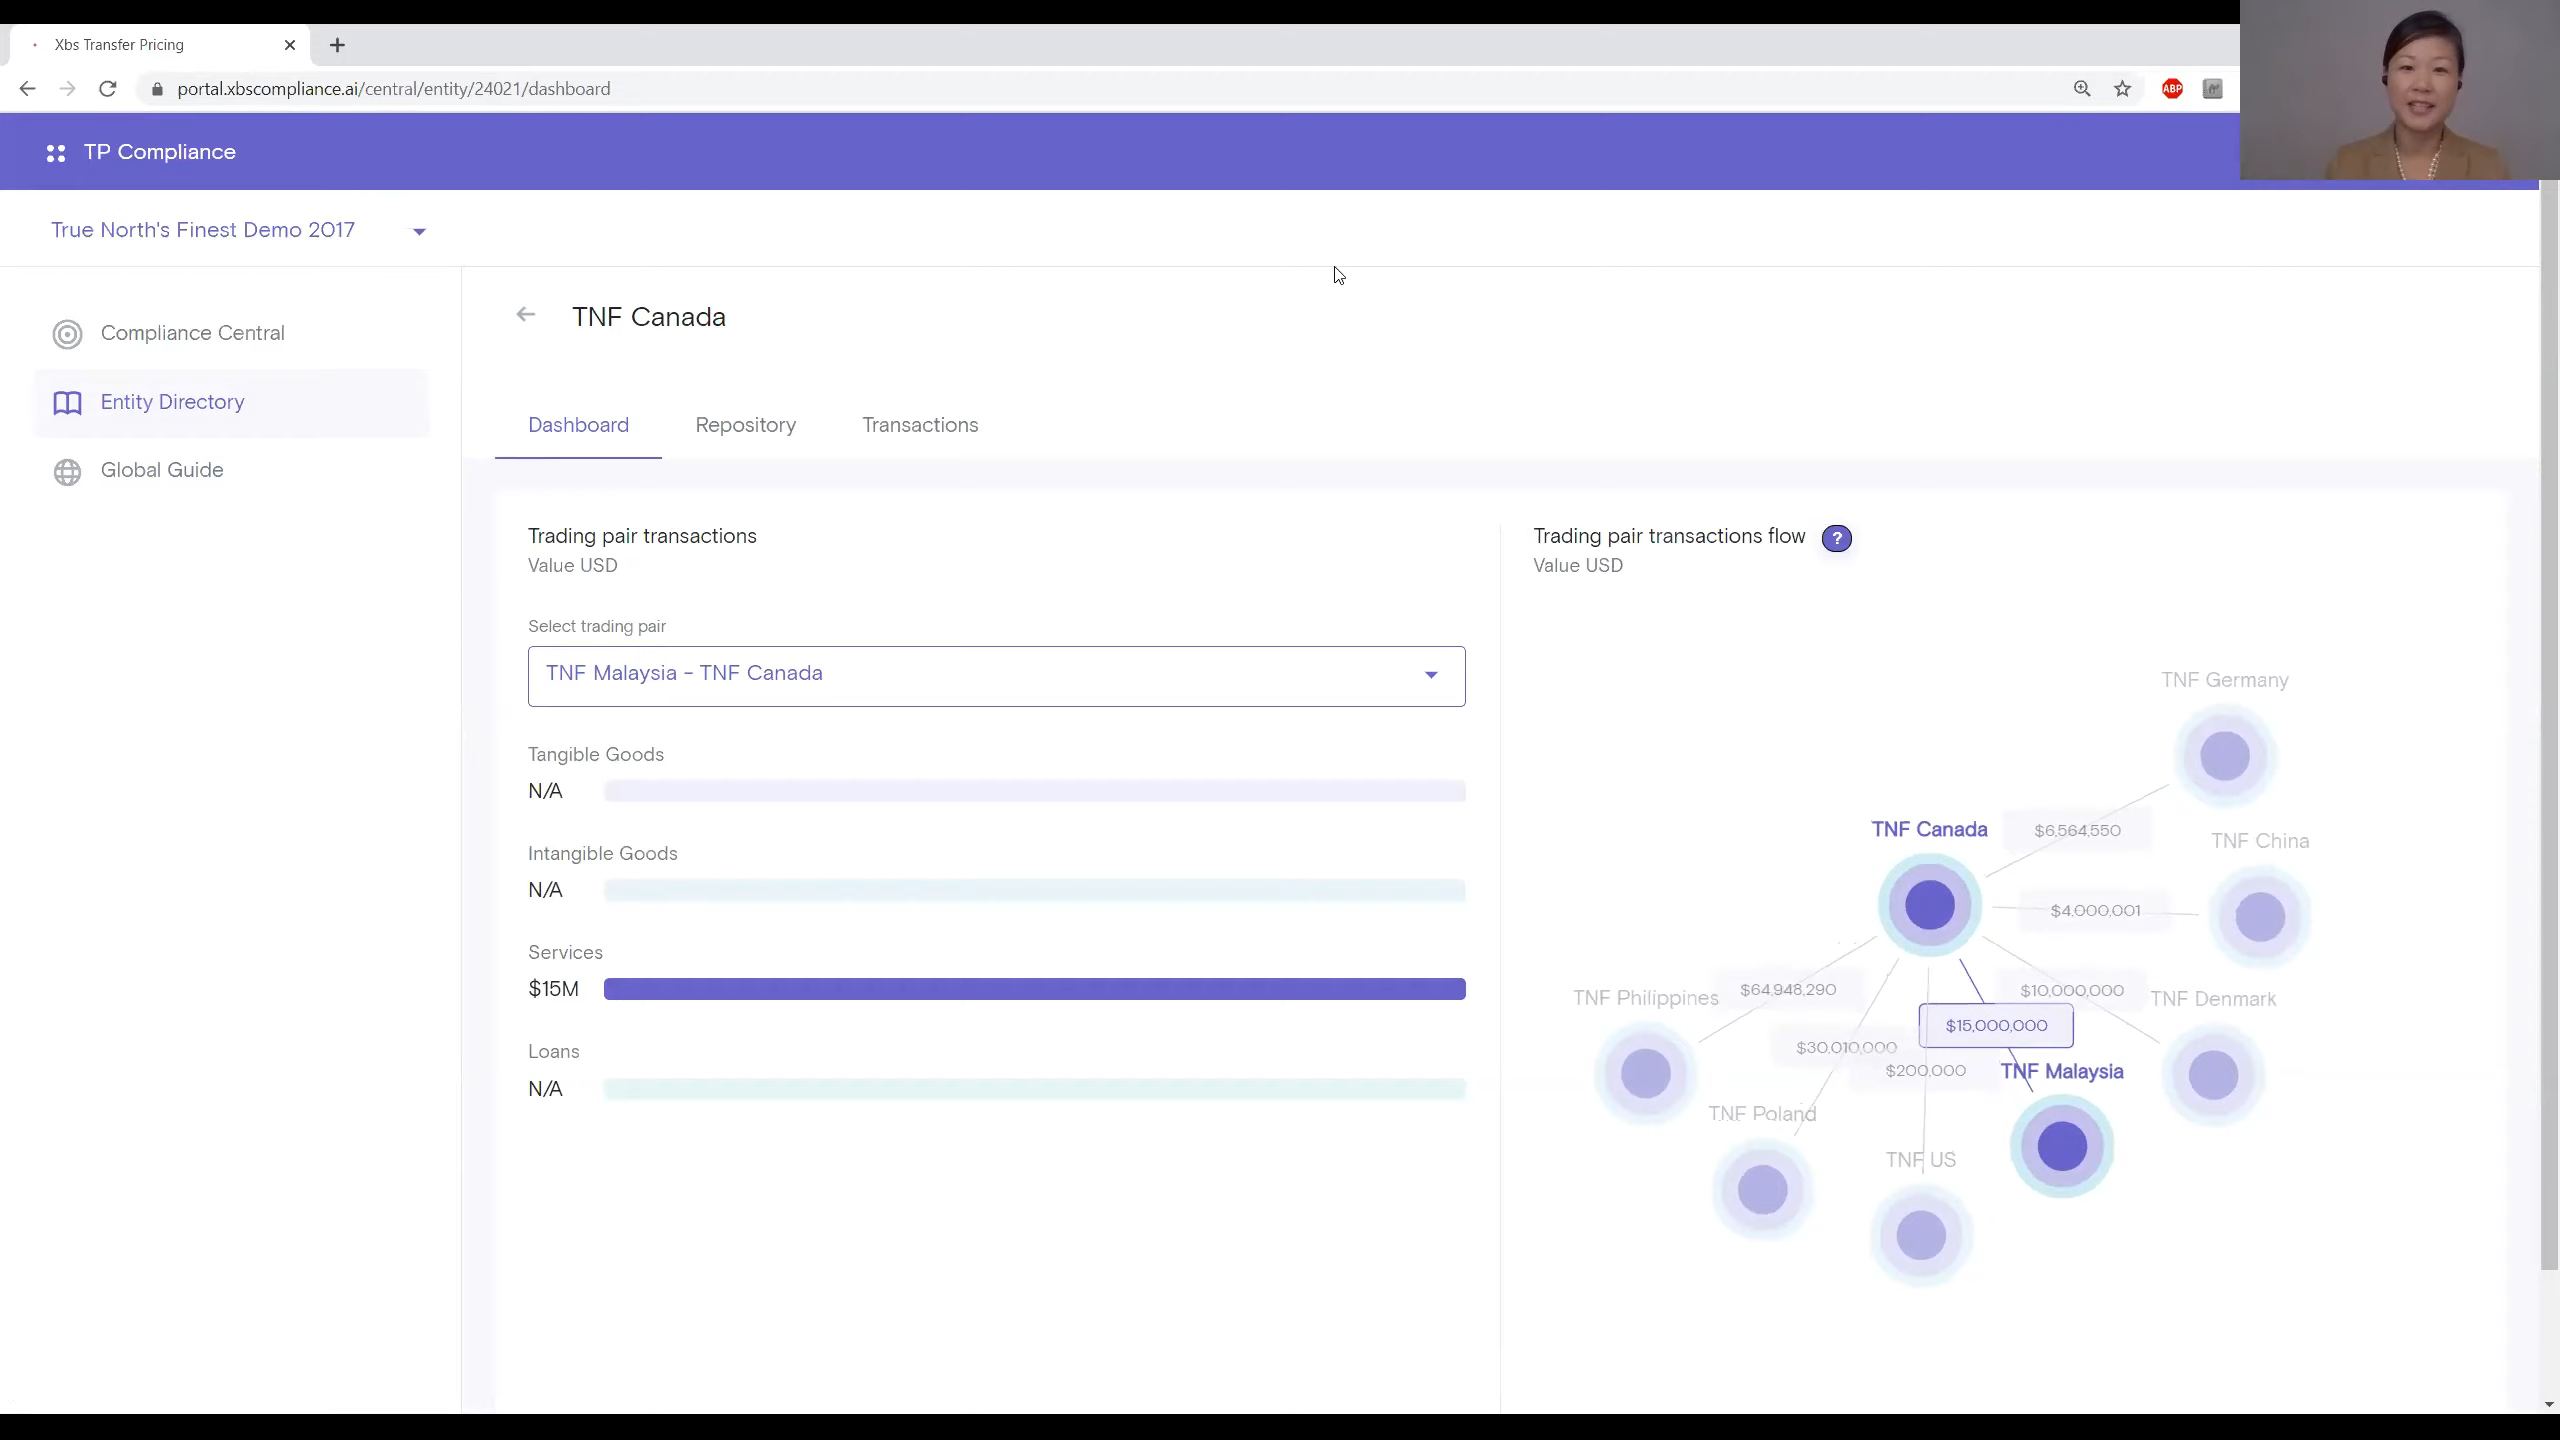 Xbs Transfer Pricing
portal.xbscompliance.ai/central/entity/24021/dashboard
ABP
TP Compliance
True North's Finest Demo 2017
Compliance Central
Entity Directory
Global Guide
TNF Canada
Dashboard
Repository
Transactions
Trading pair transactions
Value USD
Select trading pair
TNF Malaysia - TNF Canada
Tangible Goods
N/A
Intangible Goods
N/A
Services
$15M
Loans
N/A
Trading pair transactions flow ?
Value USD
TNF Germany
TNF Canada
$6,564,550
TNF China
$4,000,001
TNF Philippines
$64,948,290
$10,000,000
TNF Denmark
$15,000,000
$30,010,000
$200,000
TNF Malaysia
TNF Poland
TNF US